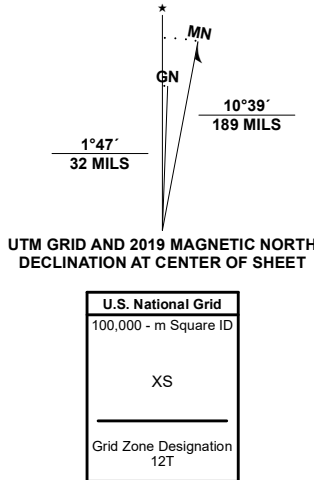 ★
MN
GN
10°39´
189 MILS
1°47´
32 MILS
UTM GRID AND 2019 MAGNETIC NORTH
DECLINATION AT CENTER OF SHEET
U.S. National Grid
100,000 - m Square ID
XS
Grid Zone Designation
12T